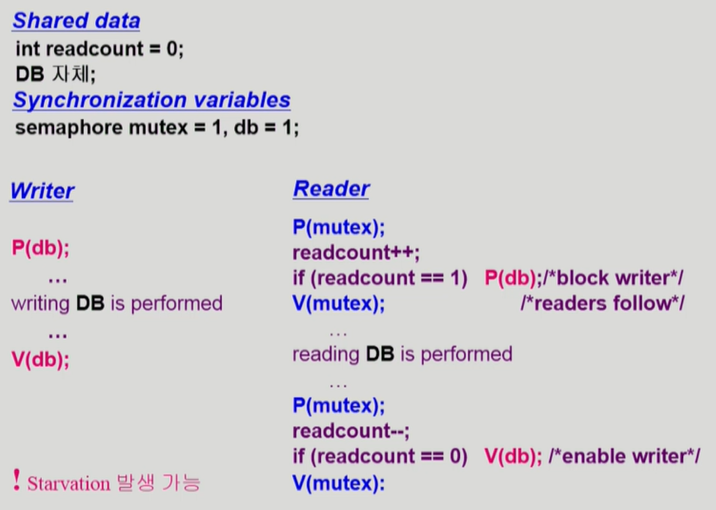 Shared data
int readcount = 0;
DB 자체;
Synchronization variables
semaphore mutex = 1, db = 1;
Writer
P(db);
...
writing DB is performed
...
V(db);
! Starvation 발생 가능
Reader
P(mutex);
readcount++;
if (readcount == 1) P(db);/*block writer*/
V(mutex); /*readers follow*/
...
reading DB is performed
...
P(mutex);
readcount--;
if (readcount == 0) V(db); /*enable writer*/
V(mutex):